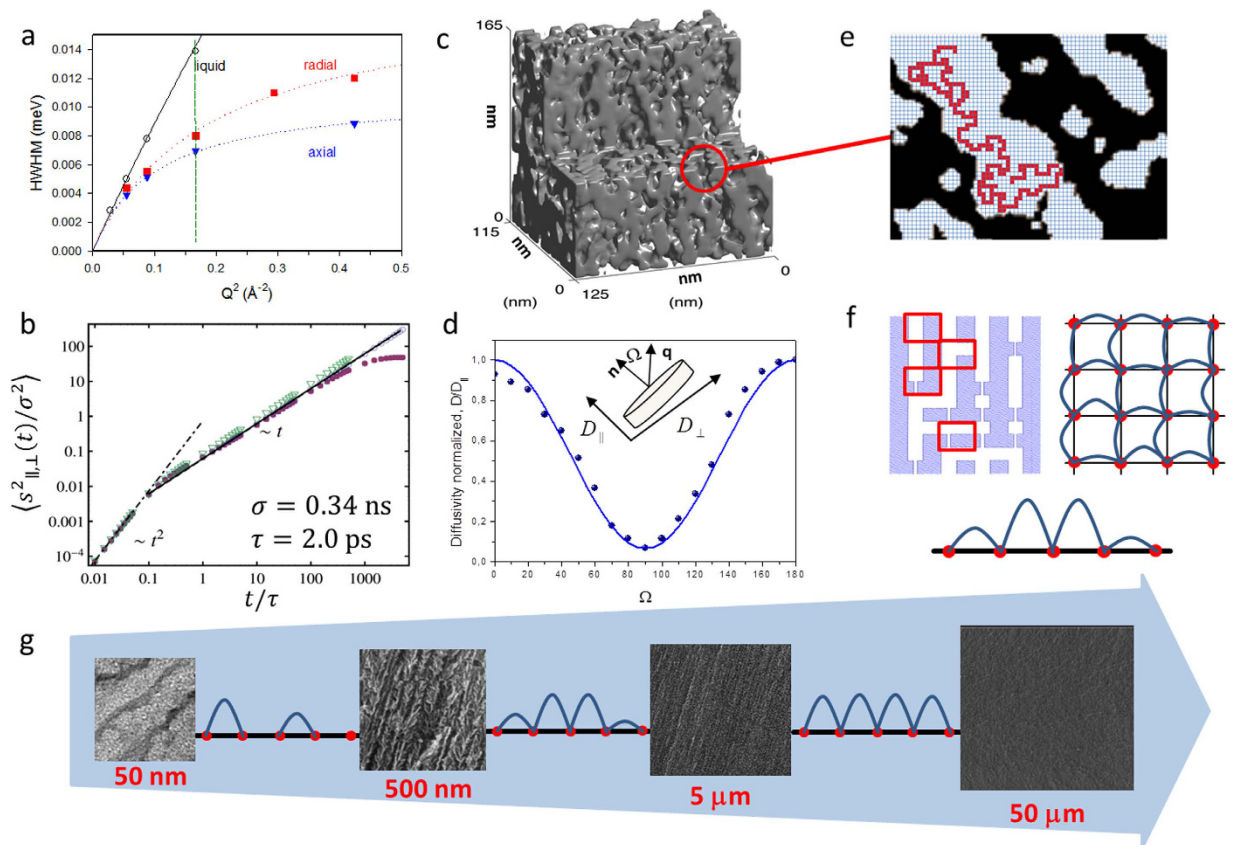 a
HWHM (meV)
0.014
0.012
0.010
0.008
0.006
0.004
0.002
0.000
liquid
radial
axial
0.0 0.1 0.2 0.3 0.4 0.5
Q² (Å⁻²)
b
⟨s²∥,⊥(t)/σ²⟩
100
10
1
0.1
0.01
0.001
10⁻⁴
~ t
~ t²
σ = 0.34 ns
τ = 2.0 ps
0.01 0.1 1 10 100 1000
t/τ
c
165
nm
0
115
nm
0
125
nm
0
(nm)
(nm)
d
Diffusivity normalized, D/D∥
1,0
0,8
0,6
0,4
0,2
0,0
n Ω q
D∥ D⊥
0 20 40 60 80 100 120 140 160 180
Ω
e
f
g
50 nm
500 nm
5 μm
50 μm